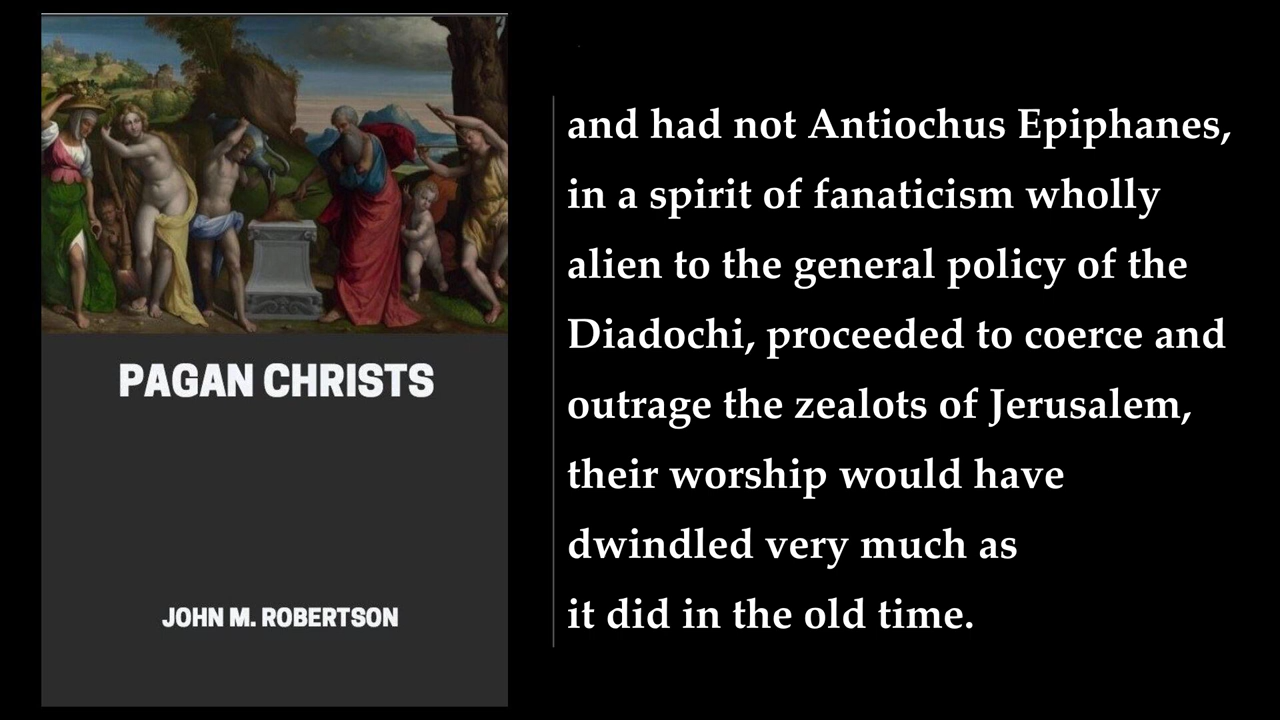 PAGAN CHRISTS
JOHN M. ROBERTSON
and had not Antiochus Epiphanes,
in a spirit of fanaticism wholly
alien to the general policy of the
Diadochi, proceeded to coerce and
outrage the zealots of Jerusalem,
their worship would have
dwindled very much as
it did in the old time.